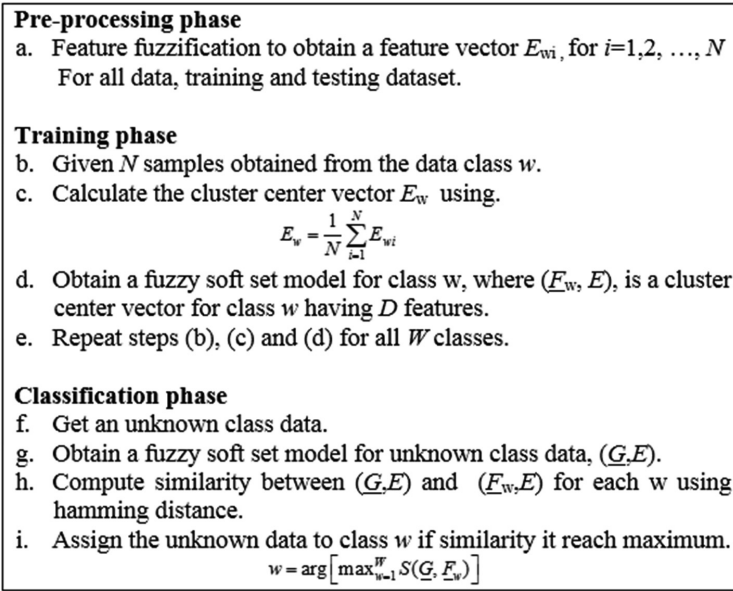 Pre-processing phase
a. Feature fuzzification to obtain a feature vector E_wi, for i=1,2, …, N
For all data, training and testing dataset.
Training phase
b. Given N samples obtained from the data class w.
c. Calculate the cluster center vector E_w using.
E_w = 1/N ∑_{i=1}^{N} E_wi
d. Obtain a fuzzy soft set model for class w, where (F_w, E), is a cluster
center vector for class w having D features.
e. Repeat steps (b), (c) and (d) for all W classes.
Classification phase
f. Get an unknown class data.
g. Obtain a fuzzy soft set model for unknown class data, (G,E).
h. Compute similarity between (G,E) and (F_w,E) for each w using
hamming distance.
i. Assign the unknown data to class w if similarity it reach maximum.
w = arg[max_{w=1}^{W} S(G, F_w)]